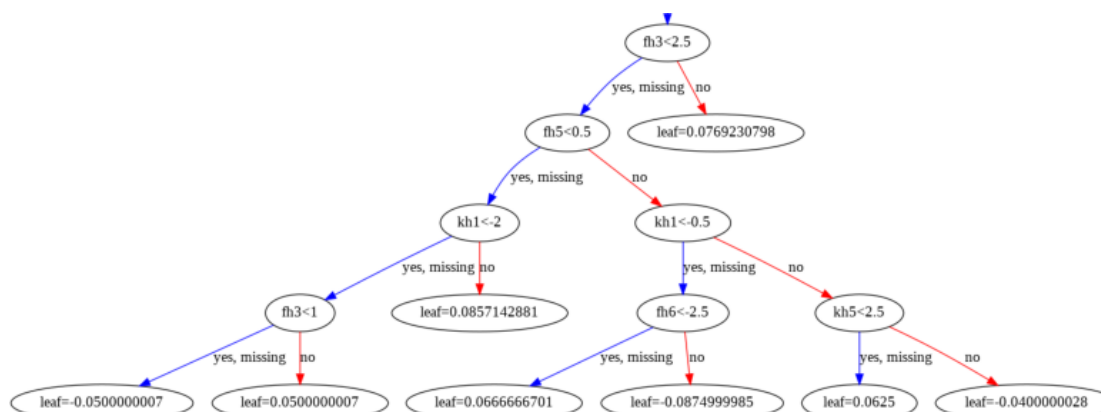 fh3<2.5
yes, missing no
fh5<0.5 leaf=0.0769230798
yes, missing no
kh1<-2 kh1<-0.5
yes, missing no yes, missing no
fh3<1 leaf=0.0857142881 fh6<-2.5 kh5<2.5
yes, missing no yes, missing no yes, missing no
leaf=-0.0500000007 leaf=0.0500000007 leaf=0.0666666701 leaf=-0.0874999985 leaf=0.0625 leaf=-0.0400000028